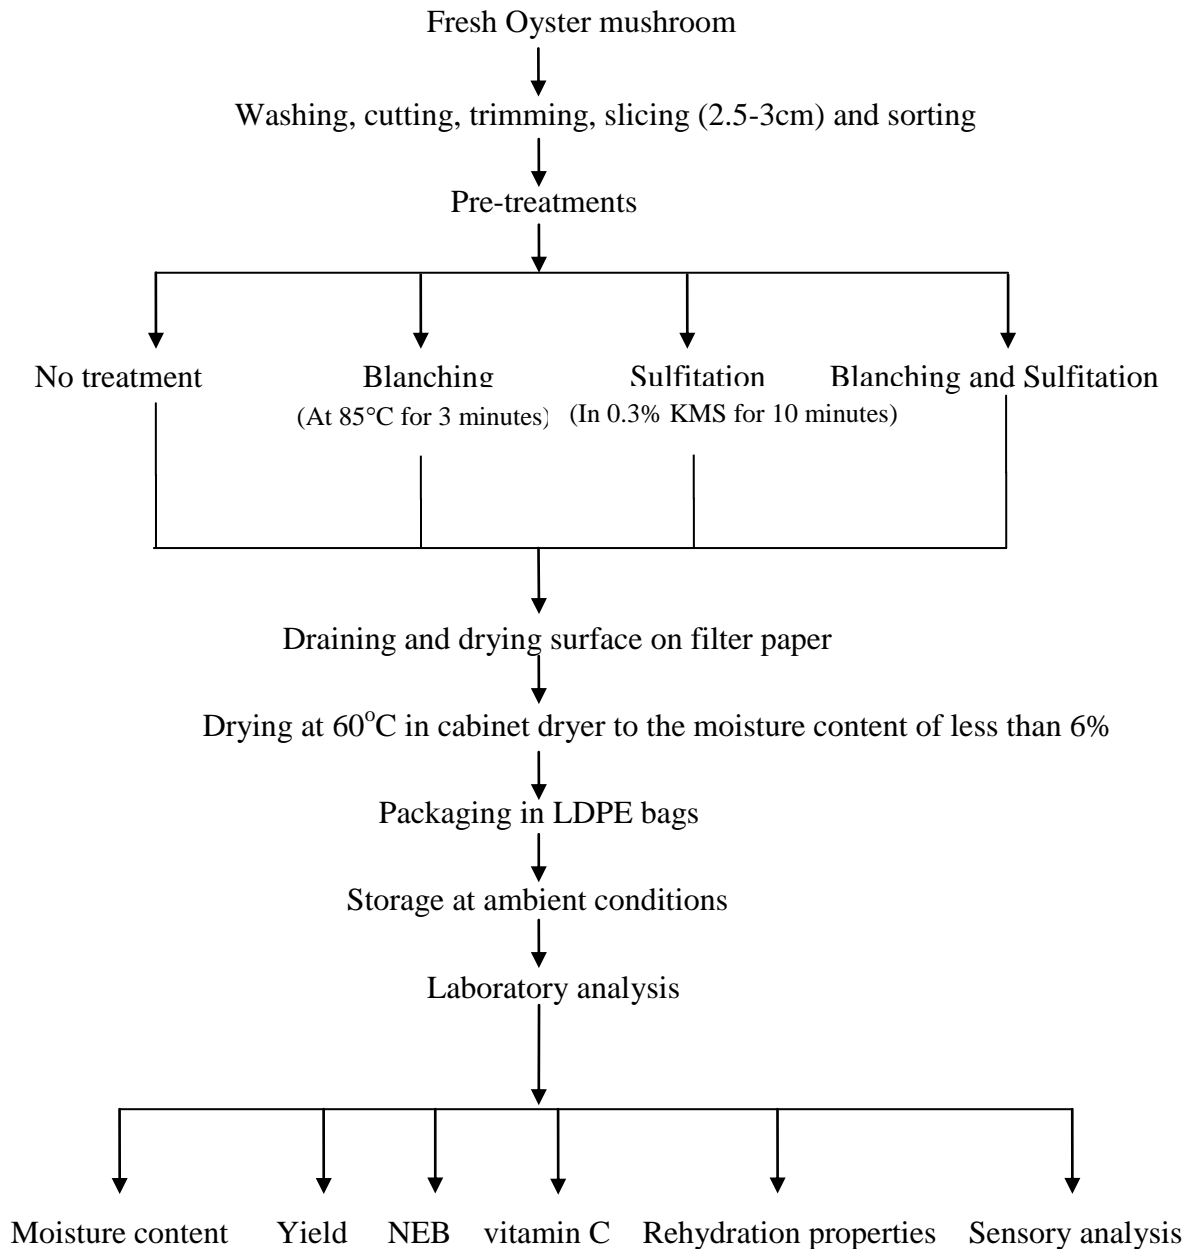 Fresh Oyster mushroom
Washing, cutting, trimming, slicing (2.5-3cm) and sorting
Pre-treatments
No treatment Blanching Sulfitation Blanching and Sulfitation
(At 85°C for 3 minutes) (In 0.3% KMS for 10 minutes)
Draining and drying surface on filter paper
Drying at 60°C in cabinet dryer to the moisture content of less than 6%
Packaging in LDPE bags
Storage at ambient conditions
Laboratory analysis
Moisture content Yield NEB vitamin C Rehydration properties Sensory analysis